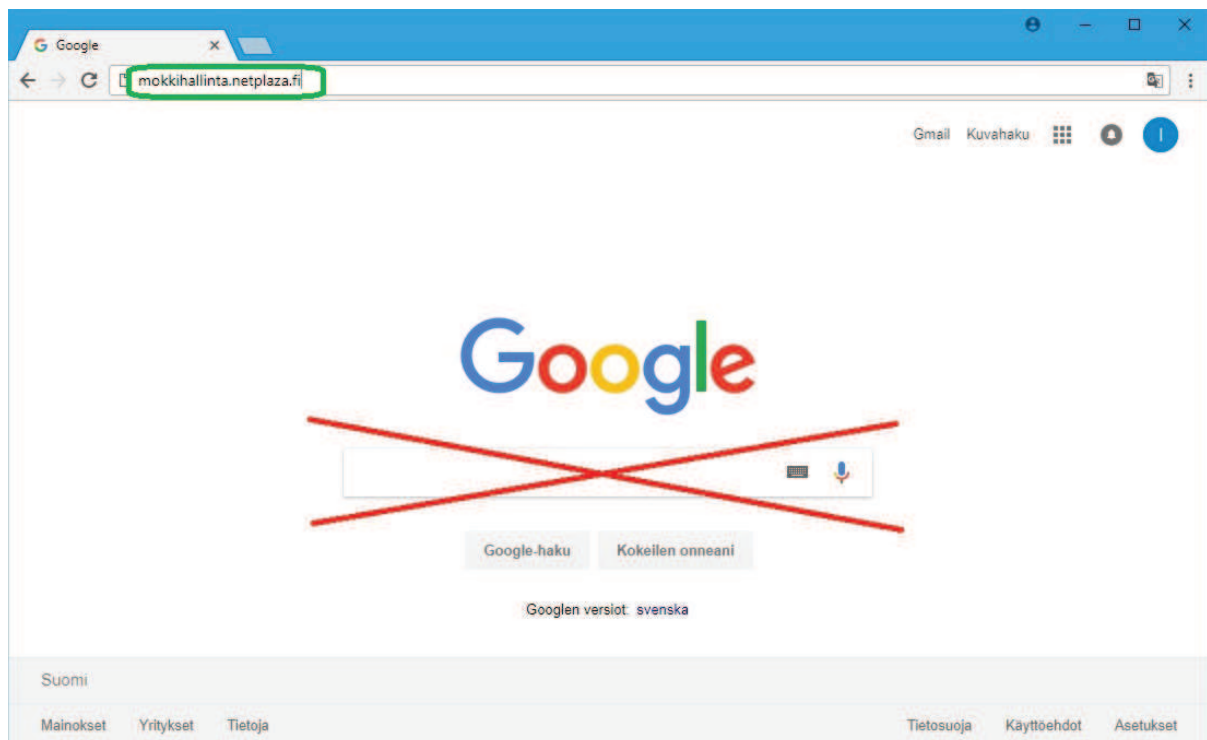 Google
mokkihallinta.netplaza.fi
Gmail Kuvahaku
I
Google
Google-haku Kokeilen onneani
Googlen versiot: svenska
Suomi
Mainokset Yritykset Tietoja Tietosuoja Käyttöehdot Asetukset